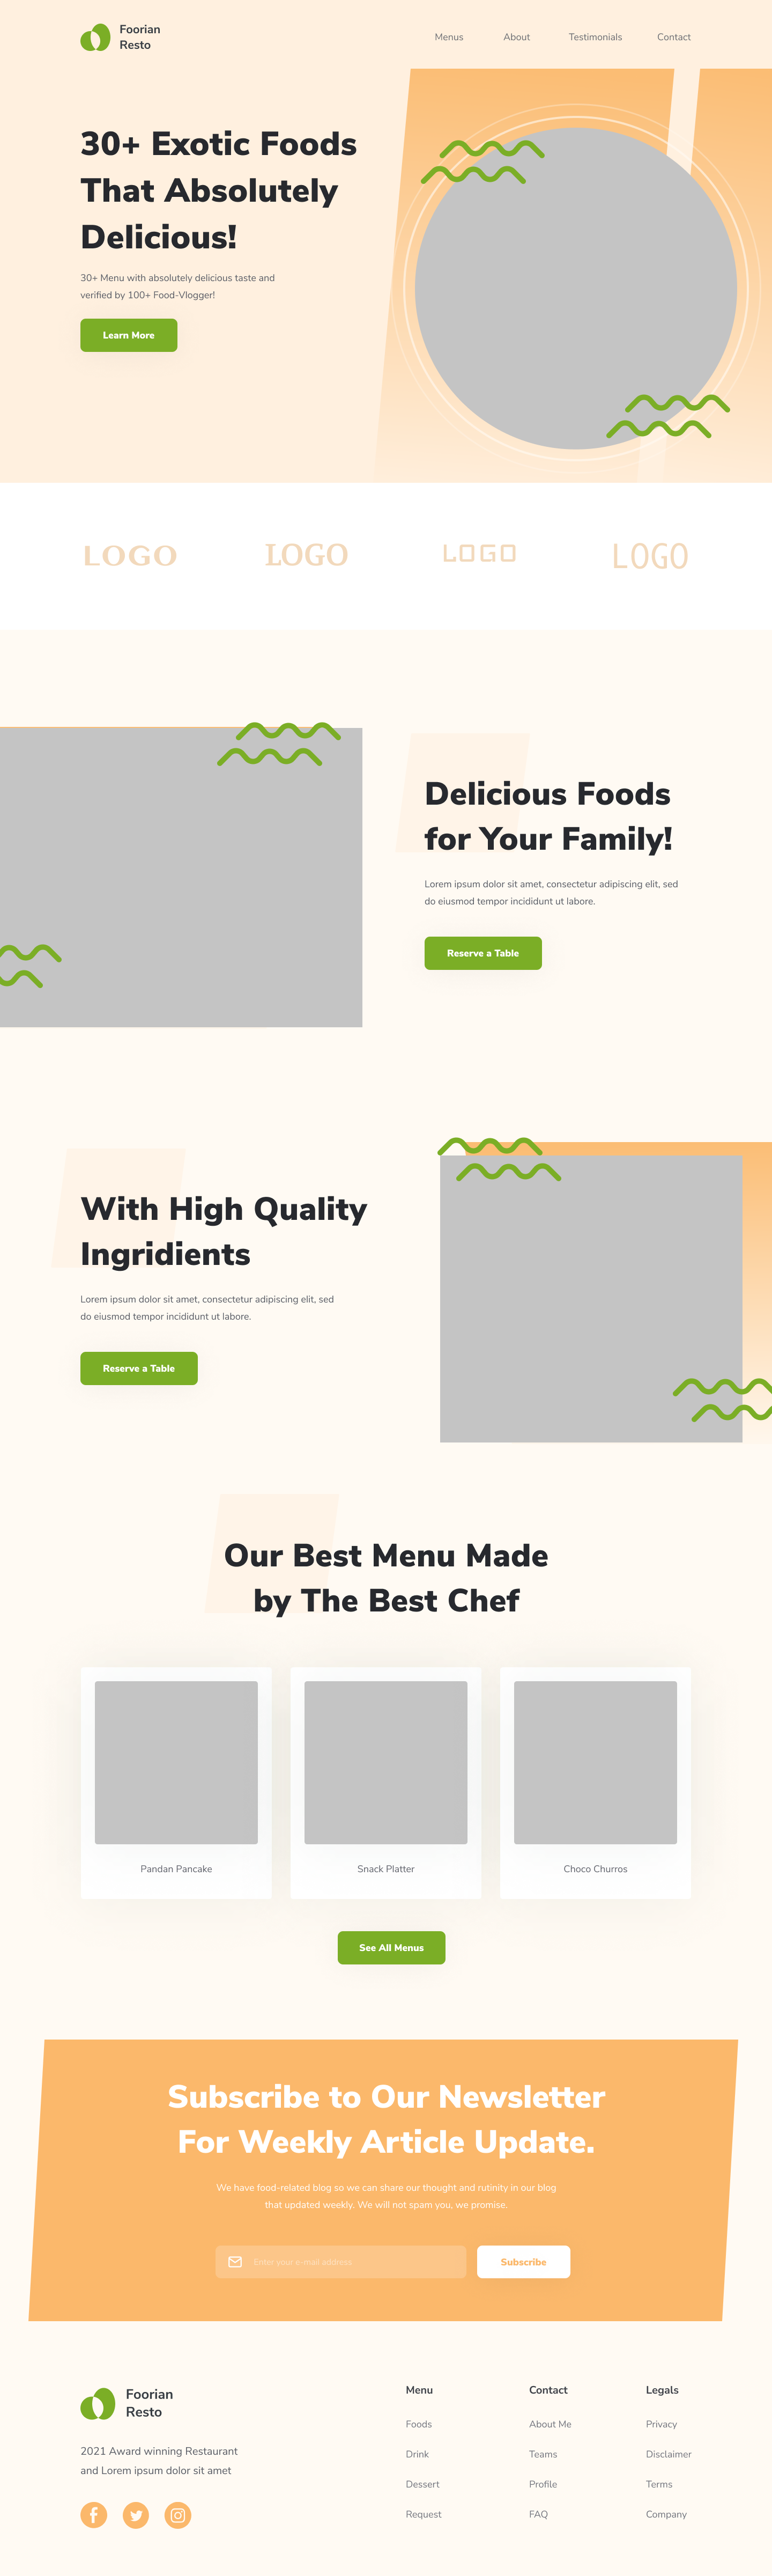 Foorian
Resto
Menus
About
Testimonials
Contact
30+ Exotic Foods
That Absolutely
Delicious!
30+ Menu with absolutely delicious taste and
verified by 100+ Food-Vlogger!
Learn More
LOGO
LOGO
LOGO
LOGO
Delicious Foods
for Your Family!
Lorem ipsum dolor sit amet, consectetur adipiscing elit, sed
do eiusmod tempor incididunt ut labore.
Reserve a Table
With High Quality
Ingridients
Lorem ipsum dolor sit amet, consectetur adipiscing elit, sed
do eiusmod tempor incididunt ut labore.
Reserve a Table
Our Best Menu Made
by The Best Chef
Pandan Pancake
Snack Platter
Choco Churros
See All Menus
Subscribe to Our Newsletter
For Weekly Article Update.
We have food-related blog so we can share our thought and rutinity in our blog
that updated weekly. We will not spam you, we promise.
Enter your e-mail address
Subscribe
Foorian
Resto
2021 Award winning Restaurant
and Lorem ipsum dolor sit amet
Menu
Foods
Drink
Dessert
Request
Contact
About Me
Teams
Profile
FAQ
Legals
Privacy
Disclaimer
Terms
Company